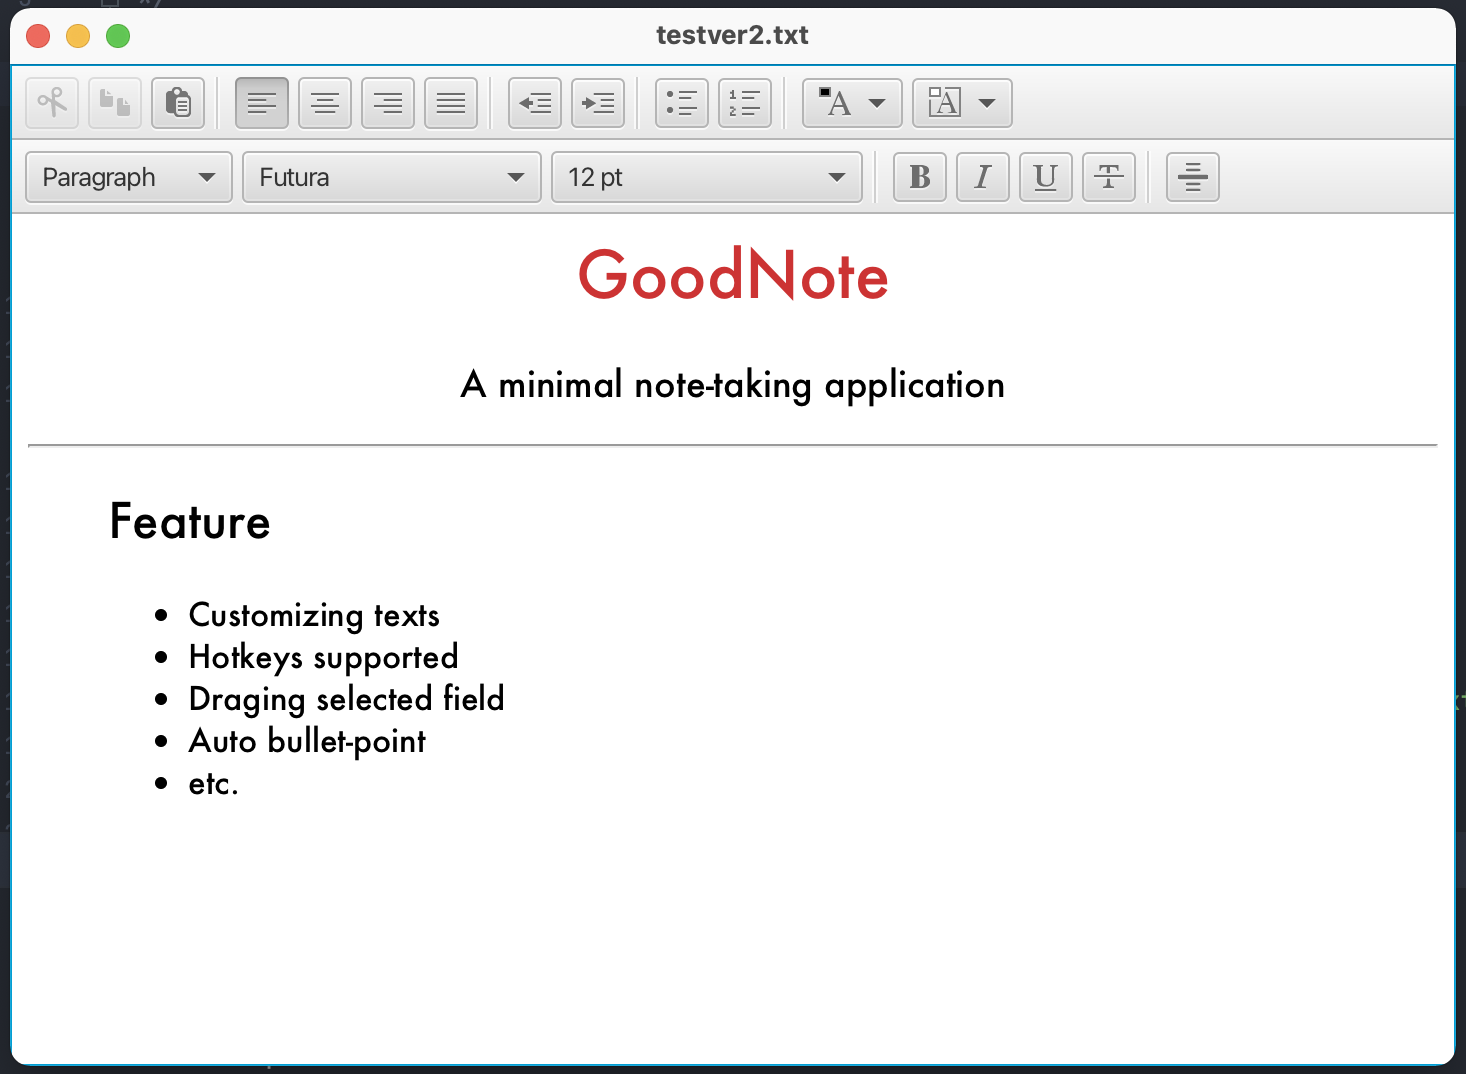 testver2.txt
Paragraph Futura 12 pt B I U T
GoodNote
A minimal note-taking application
Feature
• Customizing texts
• Hotkeys supported
• Draging selected field
• Auto bullet-point
• etc.